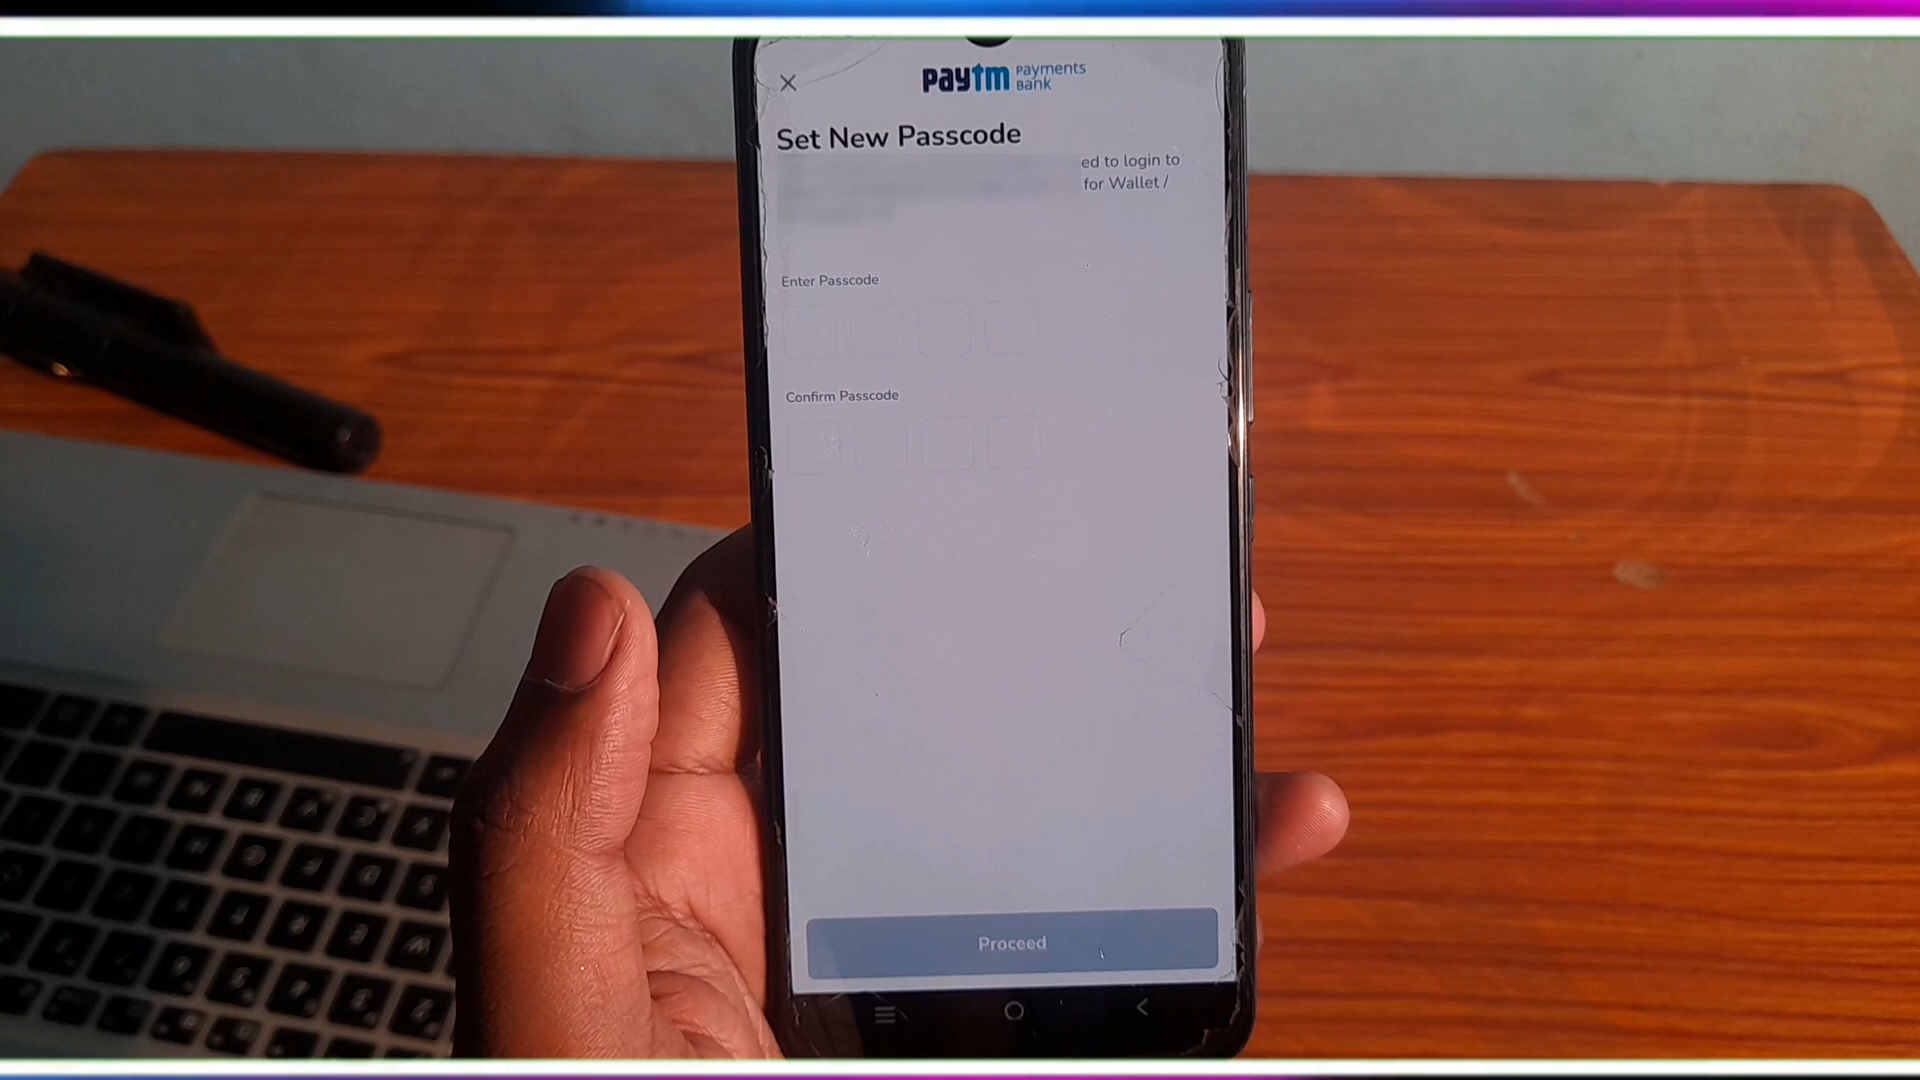 paytm Payments Bank
Set New Passcode
ed to login to
for Wallet /
Enter Passcode
Confirm Passcode
Proceed